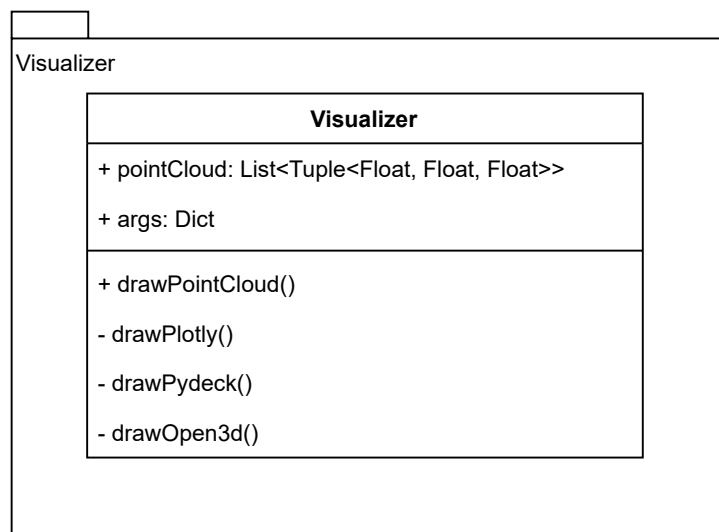 Visualizer
Visualizer
+ pointCloud: List<Tuple<Float, Float, Float>>
+ args: Dict
+ drawPointCloud()
- drawPlotly()
- drawPydeck()
- drawOpen3d()